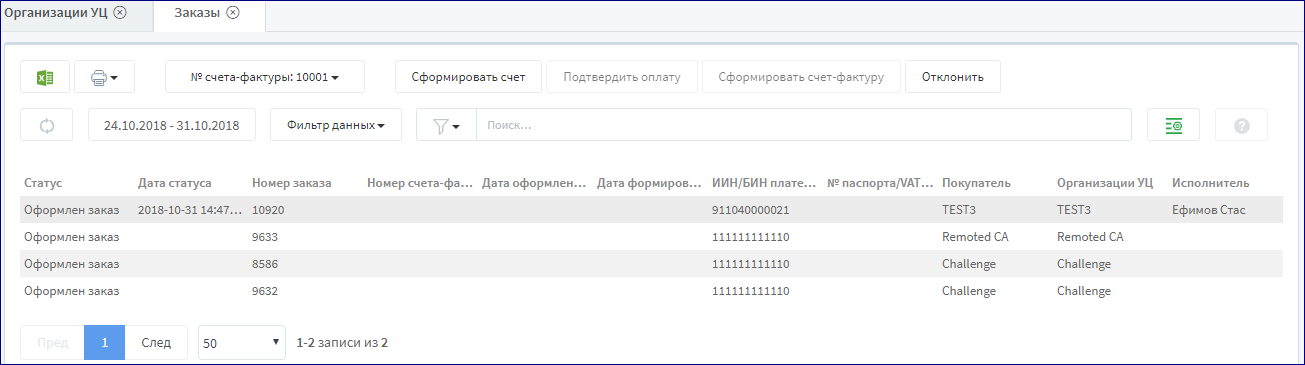 Организации УЦ Заказы
№ счета-фактуры: 10001 Сформировать счет Подтвердить оплату Сформировать счет-фактуру Отклонить
24.10.2018 - 31.10.2018 Фильтр данных Поиск...
Статус Дата статуса Номер заказа Номер счета-фа... Дата оформлен... Дата формиров... ИИН/БИН плате... № паспорта/VAT... Покупатель Организации УЦ Исполнитель
Оформлен заказ 2018-10-31 14:47... 10920 911040000021 TEST3 TEST3 Ефимов Стас
Оформлен заказ 9633 111111111110 Remoted CA Remoted CA
Оформлен заказ 8586 111111111110 Challenge Challenge
Оформлен заказ 9632 111111111110 Challenge Challenge
Пред 1 След 50 1-2 записи из 2